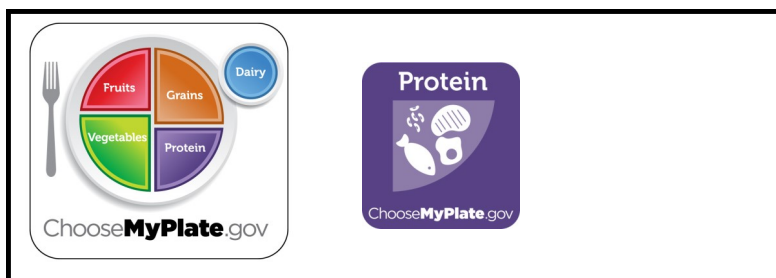 Dairy
Fruits
Grains
Vegetables
Protein
ChooseMyPlate.gov
Protein
ChooseMyPlate.gov